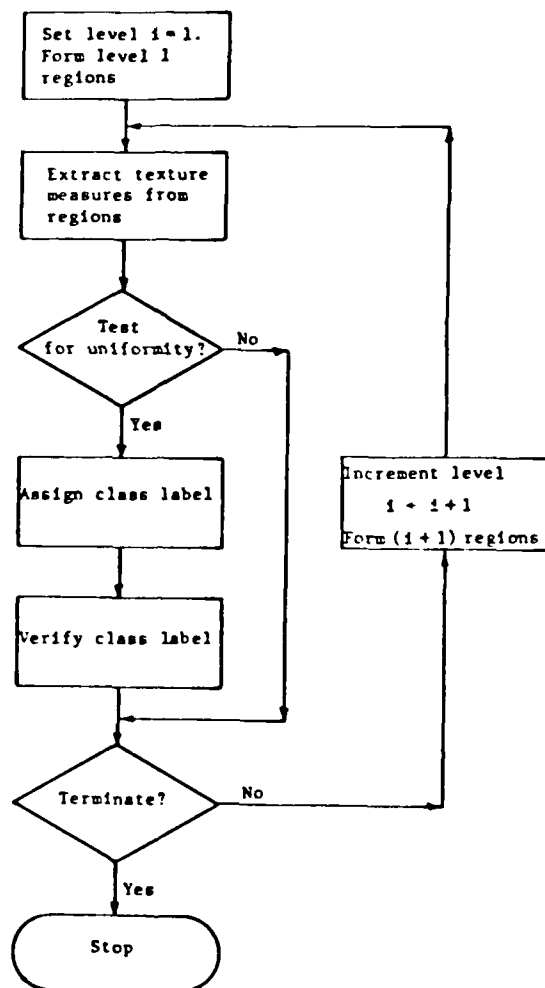 Set level i = 1.
Form level 1
regions
Extract texture
measures from
regions
Test
for uniformity?
No
Yes
Assign class label
Verify class label
Increment level
i ← i + 1
Form (i + 1) regions
Terminate?
No
Yes
Stop